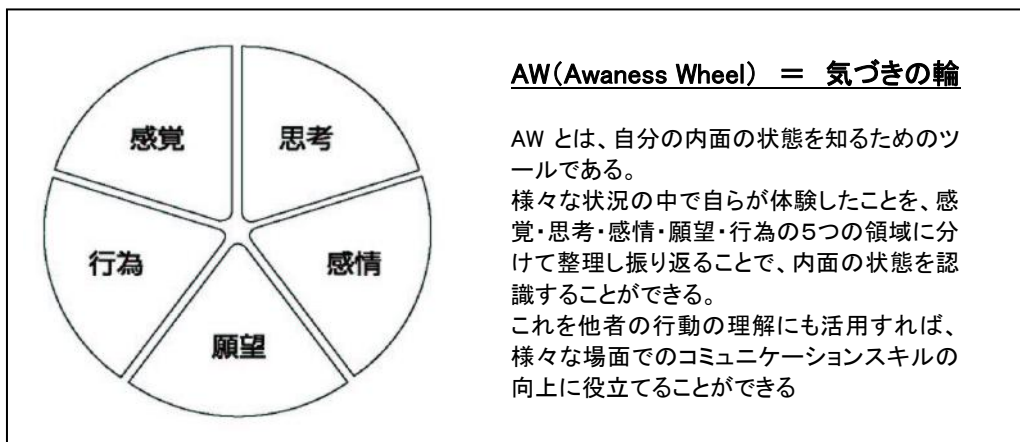 感覚
思考
行為
感情
願望
AW(Awaness Wheel) = 気づきの輪
AW とは、自分の内面の状態を知るためのツ
ールである。
様々な状況の中で自らが体験したことを、感
覚・思考・感情・願望・行為の5つの領域に分
けて整理し振り返ることで、内面の状態を認
識することができる。
これを他者の行動の理解にも活用すれば、
様々な場面でのコミュニケーションスキルの
向上に役立てることができる